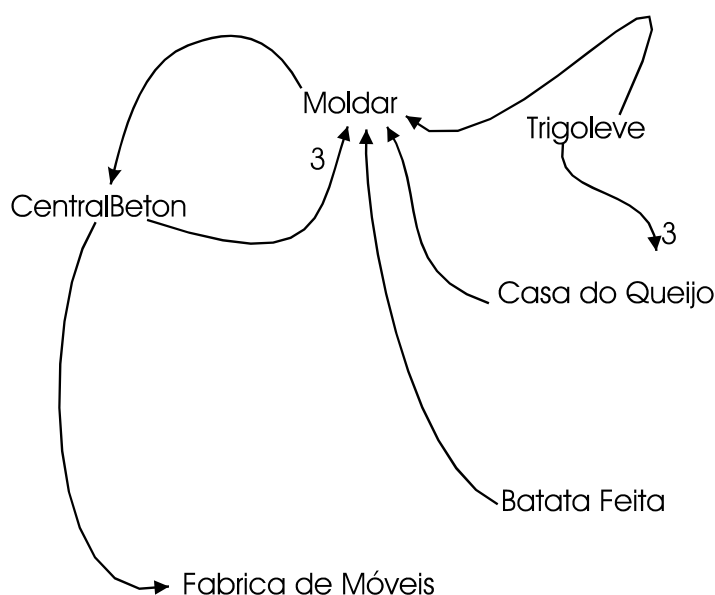 Moldar
Trigoleve
3
CentralBeton
3
Casa do Queijo
Batata Feita
Fabrica de Móveis